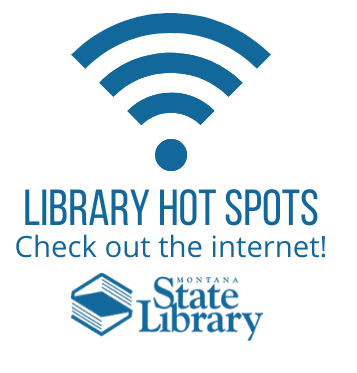 LIBRARY HOT SPOTS
Check out the internet!
MONTANA
State
Library